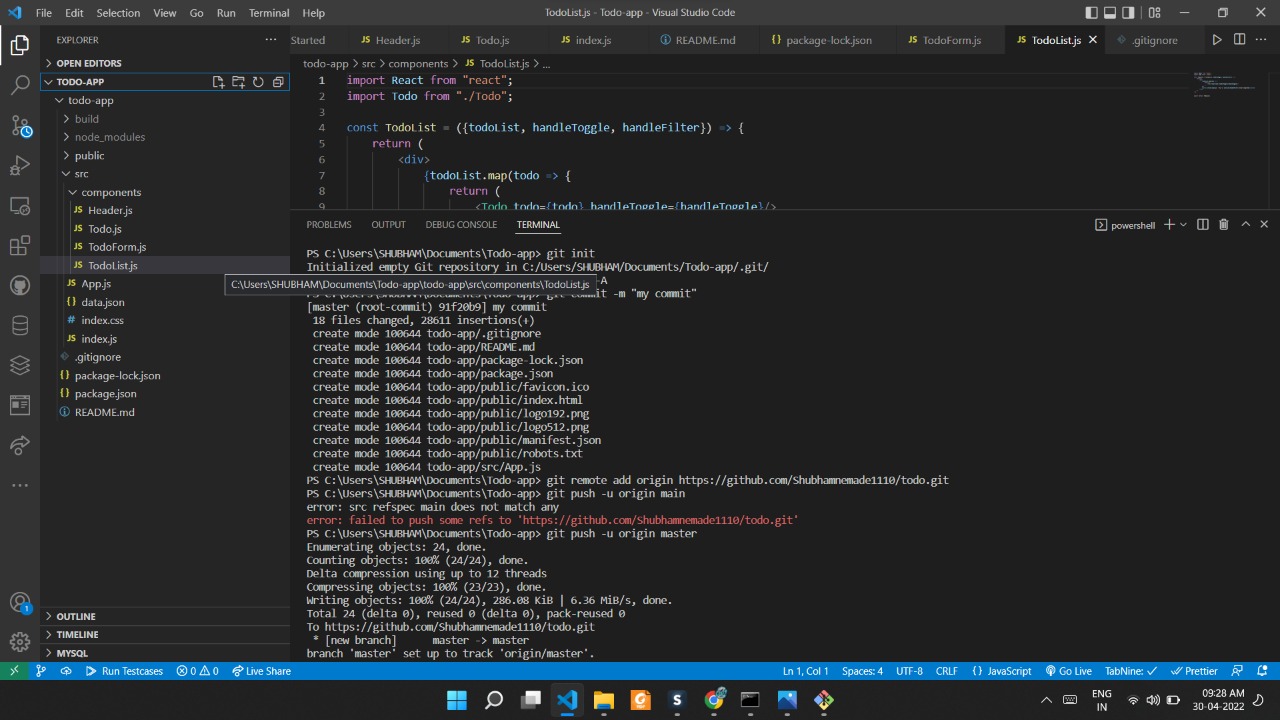 File Edit Selection View Go Run Terminal Help
TodoList.js - Todo-app - Visual Studio Code
EXPLORER
OPEN EDITORS
TODO-APP
todo-app
build
node_modules
public
src
components
JS Header.js
JS Todo.js
JS TodoForm.js
JS TodoList.js
JS App.js
{} data.json
# index.css
JS index.js
.gitignore
{} package-lock.json
{} package.json
README.md
OUTLINE
TIMELINE
MYSQL
Started JS Header.js JS Todo.js JS index.js README.md {} package-lock.json JS TodoForm.js JS TodoList.js .gitignore
todo-app > src > components > JS TodoList.js > ...
1 import React from "react";
2 import Todo from "./Todo";
3
4 const TodoList = ({todoList, handleToggle, handleFilter}) => {
5 return (
6 <div>
7 {todoList.map(todo => {
8 return (
9 <Todo todo={todo} handleToggle={handleToggle}/>
PROBLEMS OUTPUT DEBUG CONSOLE TERMINAL
powershell
PS C:\Users\SHUBHAM\Documents\Todo-app> git init
Initialized empty Git repository in C:/Users/SHUBHAM/Documents/Todo-app/.git/
C:\Users\SHUBHAM\Documents\Todo-app\todo-app\src\components\TodoList.js
-A
PS C:\Users\SHUBHAM\Documents\Todo-app> git commit -m "my commit"
[master (root-commit) 91f20b9] my commit
18 files changed, 28611 insertions(+)
create mode 100644 todo-app/.gitignore
create mode 100644 todo-app/README.md
create mode 100644 todo-app/package-lock.json
create mode 100644 todo-app/package.json
create mode 100644 todo-app/public/favicon.ico
create mode 100644 todo-app/public/index.html
create mode 100644 todo-app/public/logo192.png
create mode 100644 todo-app/public/logo512.png
create mode 100644 todo-app/public/manifest.json
create mode 100644 todo-app/public/robots.txt
create mode 100644 todo-app/src/App.js
PS C:\Users\SHUBHAM\Documents\Todo-app> git remote add origin https://github.com/Shubhamnemade1110/todo.git
PS C:\Users\SHUBHAM\Documents\Todo-app> git push -u origin main
error: src refspec main does not match any
error: failed to push some refs to 'https://github.com/Shubhamnemade1110/todo.git'
PS C:\Users\SHUBHAM\Documents\Todo-app> git push -u origin master
Enumerating objects: 24, done.
Counting objects: 100% (24/24), done.
Delta compression using up to 12 threads
Compressing objects: 100% (23/23), done.
Writing objects: 100% (24/24), 286.08 KiB | 6.36 MiB/s, done.
Total 24 (delta 0), reused 0 (delta 0), pack-reused 0
To https://github.com/Shubhamnemade1110/todo.git
* [new branch] master -> master
branch 'master' set up to track 'origin/master'.
Run Testcases 0 0 Live Share
Ln 1, Col 1 Spaces: 4 UTF-8 CRLF {} JavaScript Go Live TabNine: Prettier
ENG
IN
09:28 AM
30-04-2022